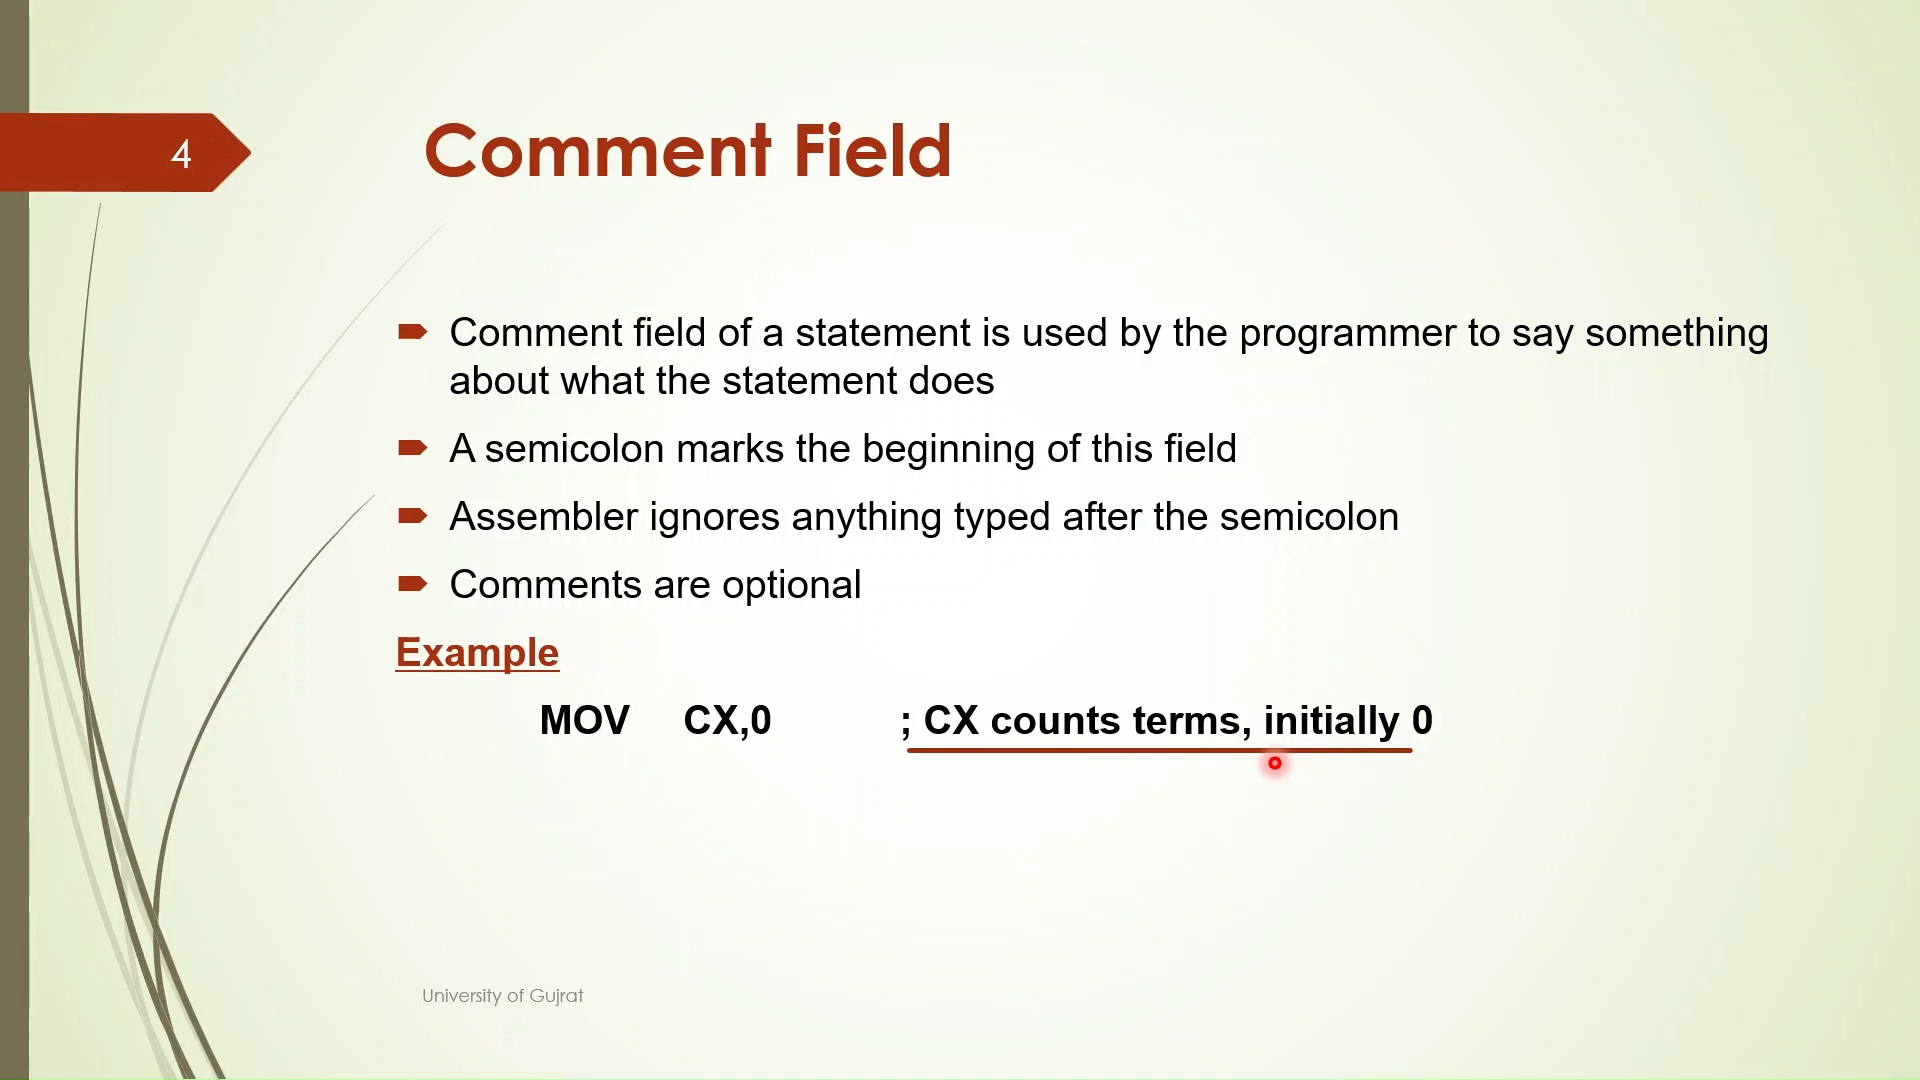 4
Comment Field
Comment field of a statement is used by the programmer to say something
about what the statement does
A semicolon marks the beginning of this field
Assembler ignores anything typed after the semicolon
Comments are optional
Example
MOV CX,0 ; CX counts terms, initially 0
University of Gujrat